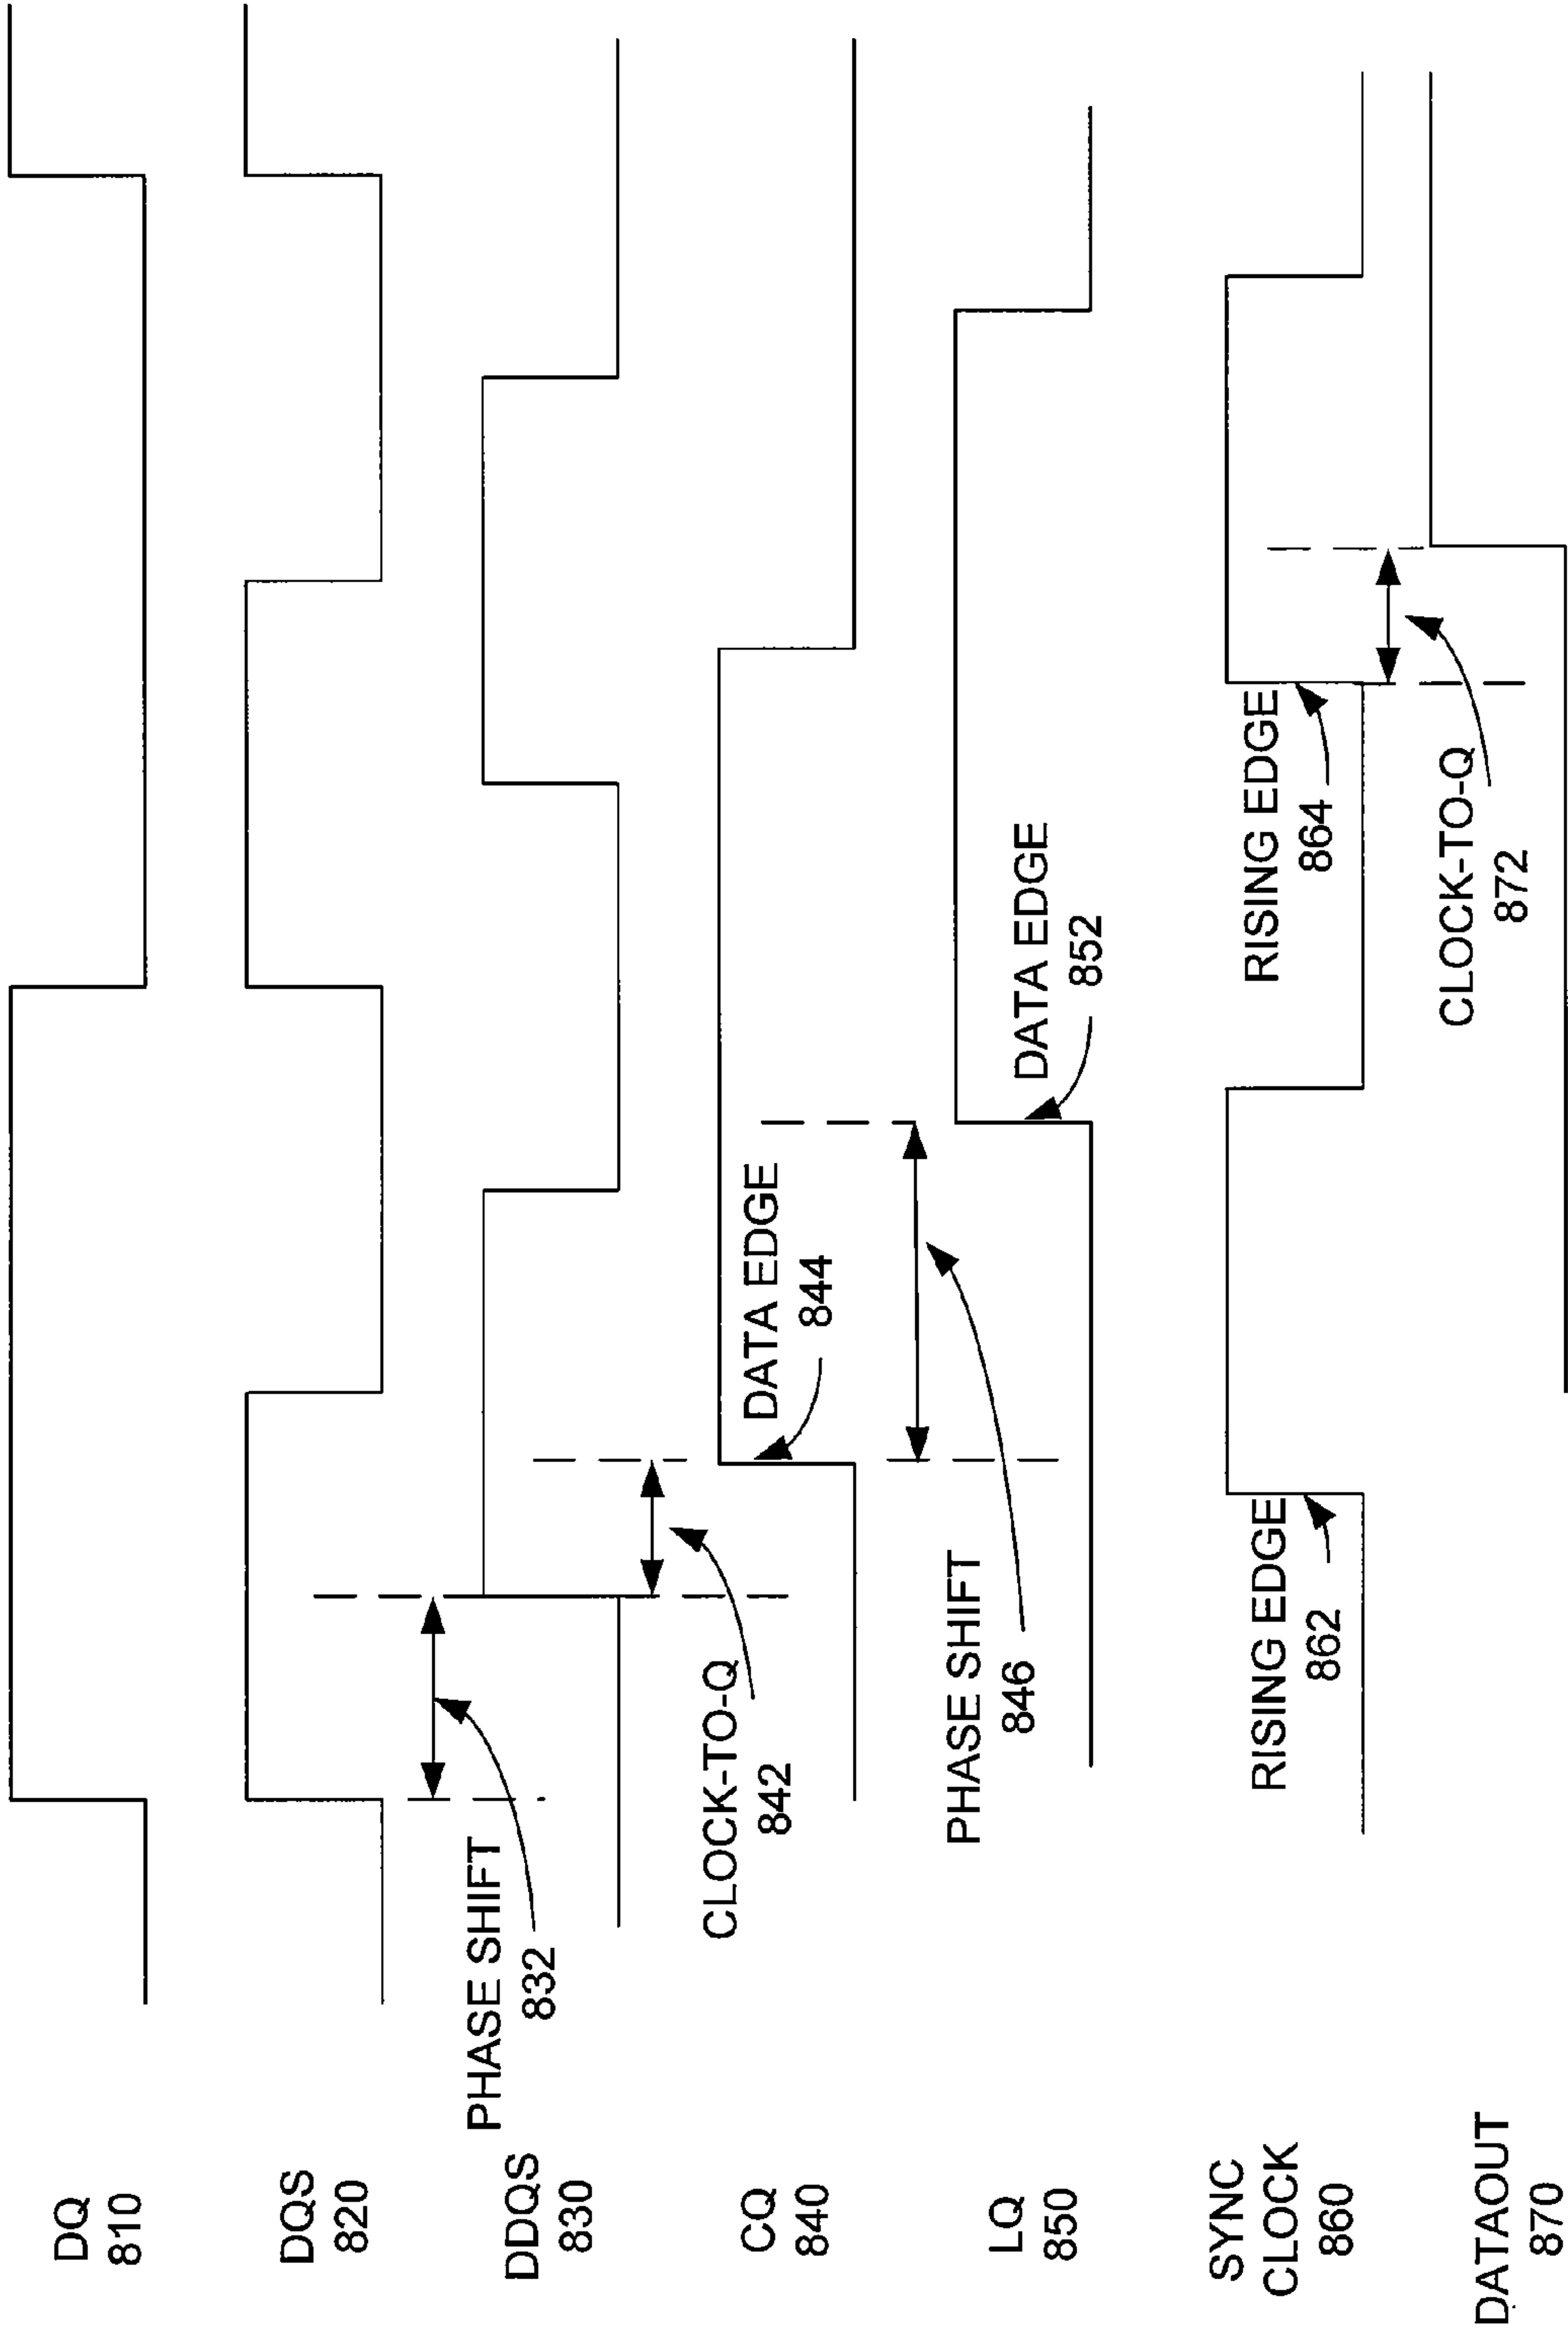 DQ
810
DQS
820
PHASE SHIFT
832
DDQS
830
CLOCK-TO-Q
842
DATA EDGE
844
CQ
840
PHASE SHIFT
846
DATA EDGE
852
LQ
850
RISING EDGE
862
RISING EDGE
864
SYNC
CLOCK
860
CLOCK-TO-Q
872
DATAOUT
870